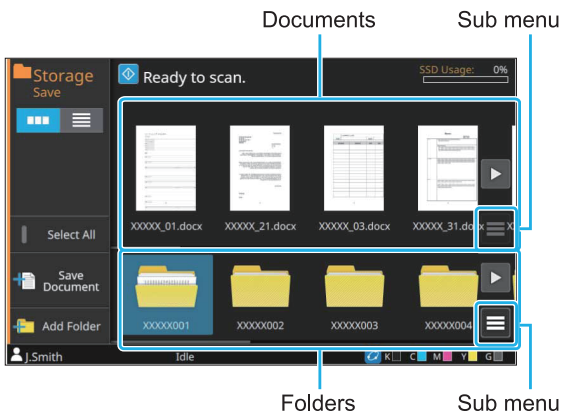 Documents
Sub menu
Storage
Save
Ready to scan.
SSD Usage: 0%
XXXXX_01.docx
XXXXX_21.docx
XXXXX_03.docx
XXXXX_31.docx
Select All
Save
Document
Add Folder
XXXXX001
XXXXX002
XXXXX003
XXXXX004
J.Smith
Idle
K C M Y G
Folders
Sub menu